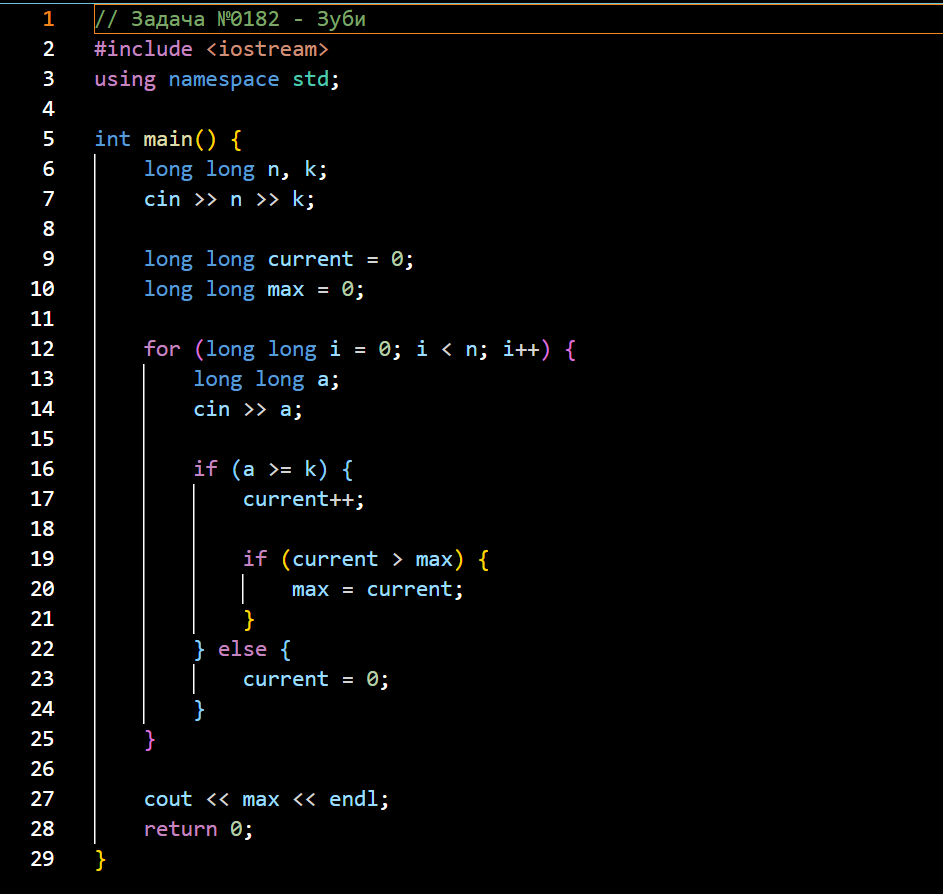 1 // Задача №0182 - Зуби
2 #include <iostream>
3 using namespace std;
4
5 int main() {
6     long long n, k;
7     cin >> n >> k;
8
9     long long current = 0;
10     long long max = 0;
11
12     for (long long i = 0; i < n; i++) {
13         long long a;
14         cin >> a;
15
16         if (a >= k) {
17             current++;
18
19             if (current > max) {
20                 max = current;
21             }
22         } else {
23             current = 0;
24         }
25     }
26
27     cout << max << endl;
28     return 0;
29 }